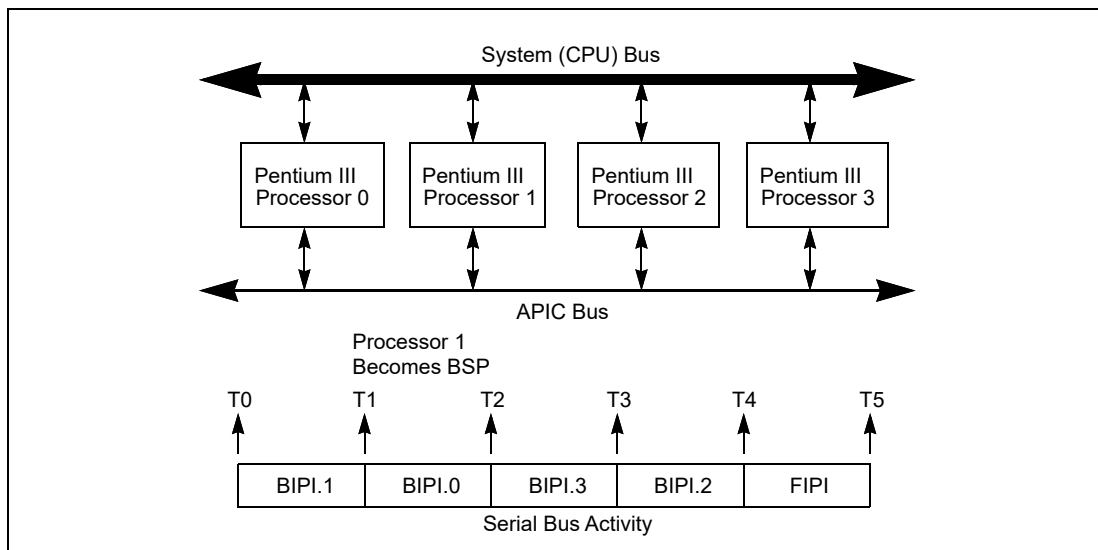 System (CPU) Bus
Pentium III
Processor 0
Pentium III
Processor 1
Pentium III
Processor 2
Pentium III
Processor 3
APIC Bus
Processor 1
Becomes BSP
T0 T1 T2 T3 T4 T5
BIPI.1 BIPI.0 BIPI.3 BIPI.2 FIPI
Serial Bus Activity